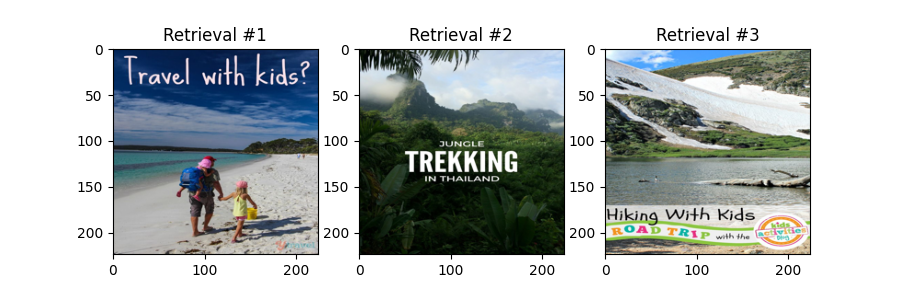 Retrieval #1
Retrieval #2
Retrieval #3
Travel with kids?
JUNGLE
TREKKING
IN THAILAND
Hiking With Kids
ROAD TRIP with the
kids
activities
blog
0
50
100
150
200
0
100
200
0
50
100
150
200
0
100
200
0
50
100
150
200
0
100
200